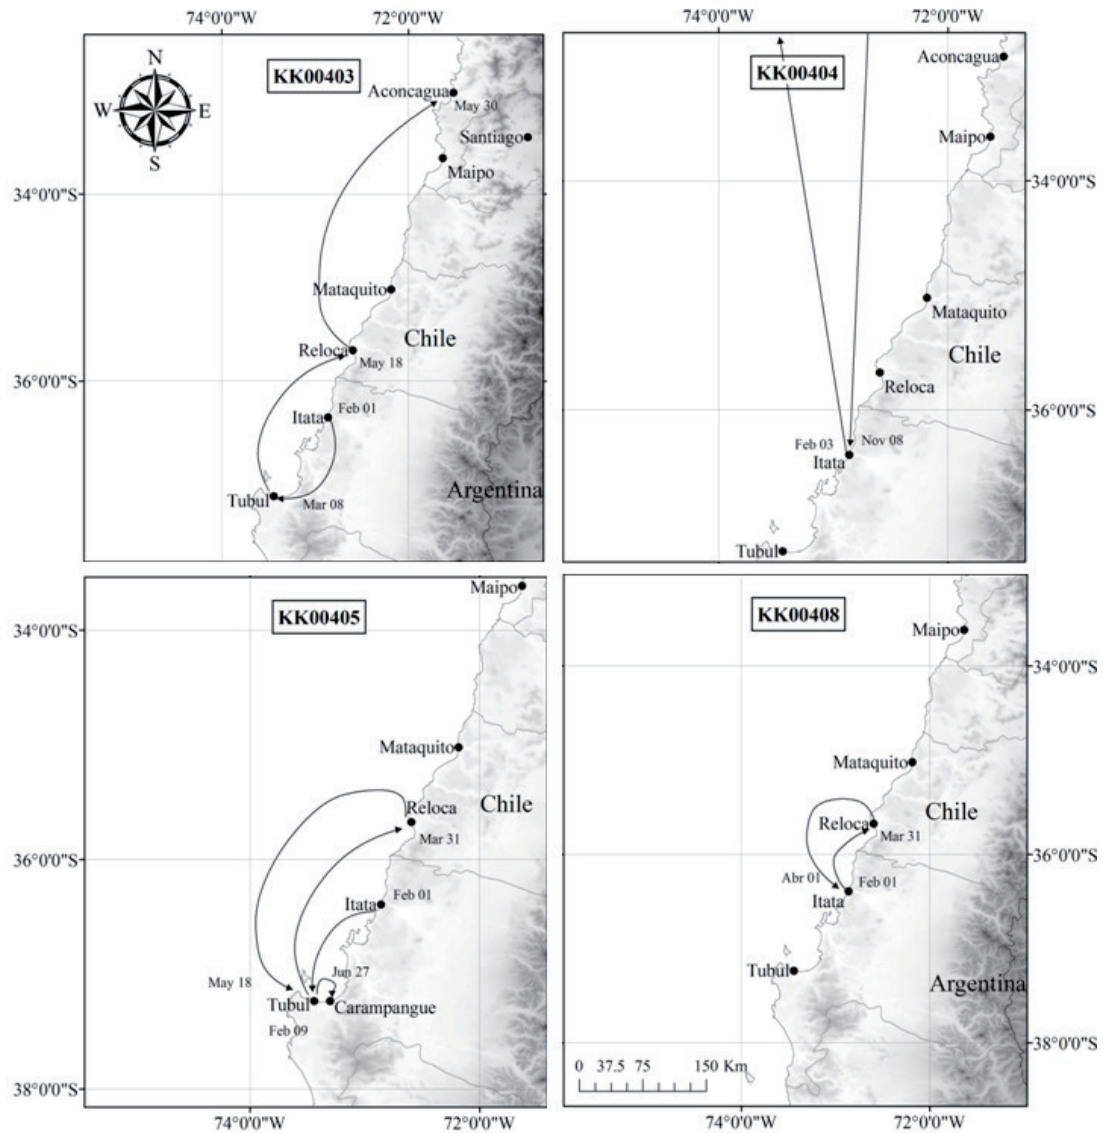 74°0'0"W 72°0'0"W
74°0'0"W 72°0'0"W
N
W E
S
KK00403
Aconcagua
May 30
Santiago
Maipo
34°0'0"S
Mataquito
Chile
Reloca
May 18
36°0'0"S
Feb 01
Itata
Argentina
Tubul
Mar 08
KK00404
Aconcagua
Maipo
34°0'0"S
Mataquito
Chile
Reloca
36°0'0"S
Feb 03 Nov 08
Itata
Tubul
KK00405
Maipo
34°0'0"S
Mataquito
Chile
Reloca
Mar 31
36°0'0"S
Feb 01
Itata
Jun 27
May 18
Tubul Carampangue
Feb 09
38°0'0"S
74°0'0"W 72°0'0"W
KK00408
Maipo
34°0'0"S
Mataquito
Chile
Reloca
Mar 31
36°0'0"S
Abr 01 Feb 01
Itata
Tubul
Argentina
38°0'0"S
0 37.5 75 150 Km
74°0'0"W 72°0'0"W